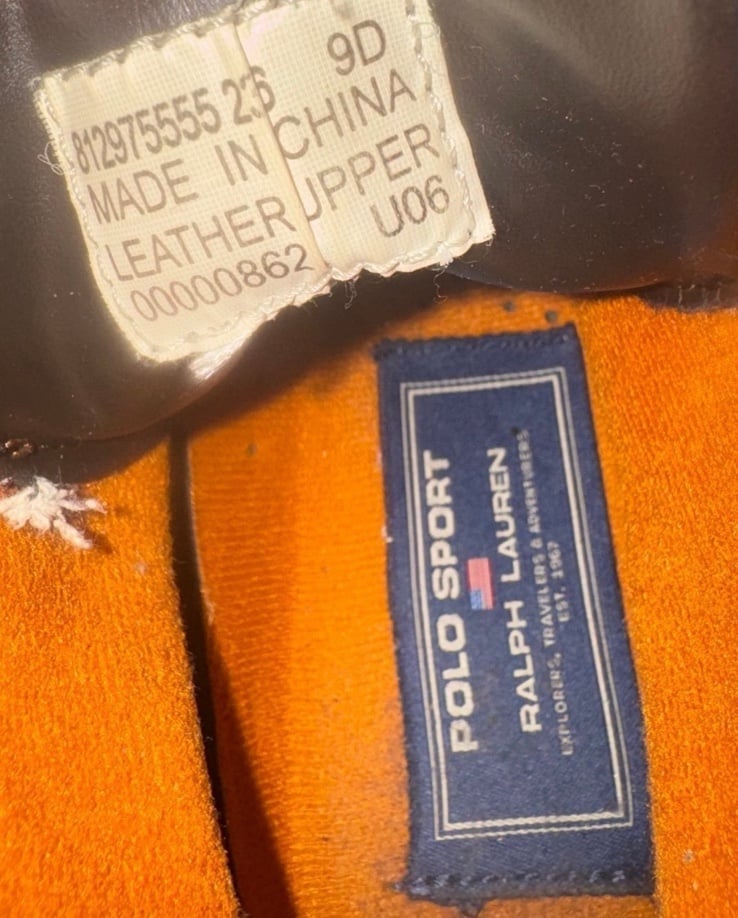 812975555 236 9D
MADE IN CHINA
LEATHER UPPER
00000862 U06
POLO SPORT
RALPH LAUREN
EXPLORERS, TRAVELERS & ADVENTURERS
EST. 1967